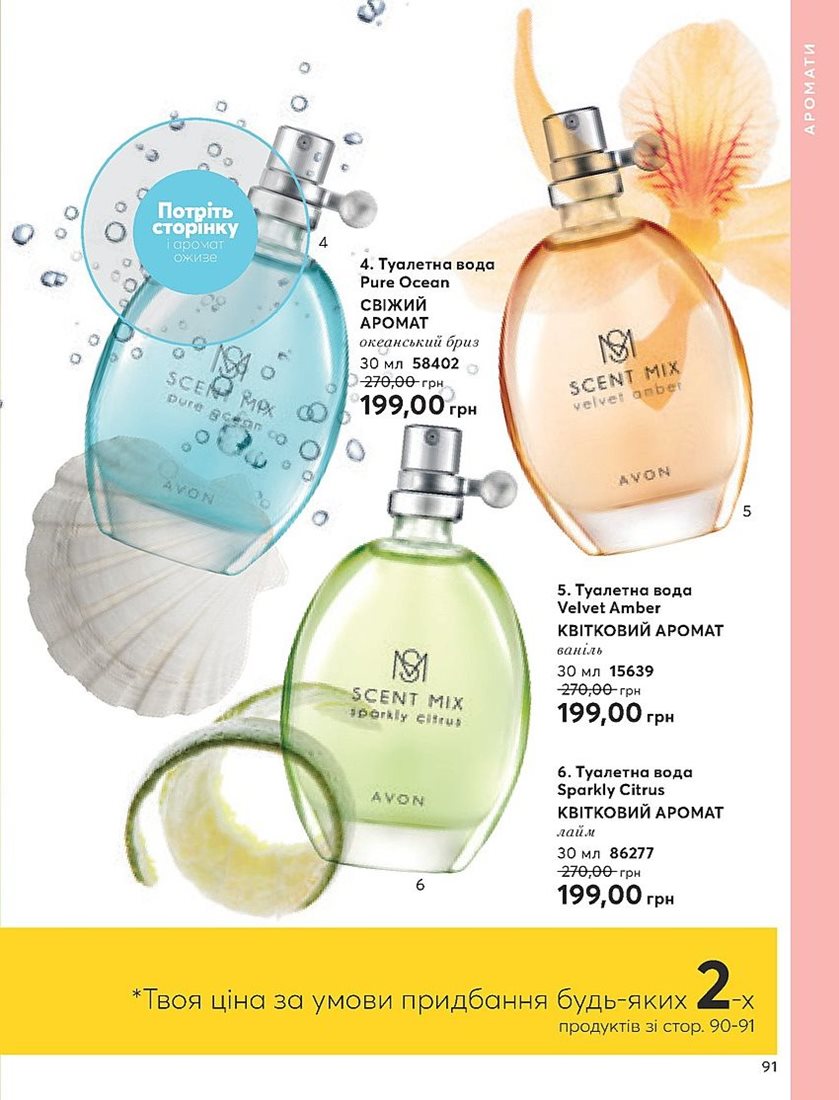 АРОМАТИ
Потріть
сторінку
і аромат
оживе
4
4. Туалетна вода
Pure Ocean
СВІЖИЙ
АРОМАТ
океанський бриз
30 мл 58402
270,00 грн
199,00 грн
SCENT MIX
pure ocean
AVON
SCENT MIX
velvet amber
AVON
5
5. Туалетна вода
Velvet Amber
КВІТКОВИЙ АРОМАТ
ваніль
30 мл 15639
270,00 грн
199,00 грн
SCENT MIX
sparkly citrus
AVON
6
6. Туалетна вода
Sparkly Citrus
КВІТКОВИЙ АРОМАТ
лайм
30 мл 86277
270,00 грн
199,00 грн
*Твоя ціна за умови придбання будь-яких 2-х
продуктів зі стор. 90-91
91